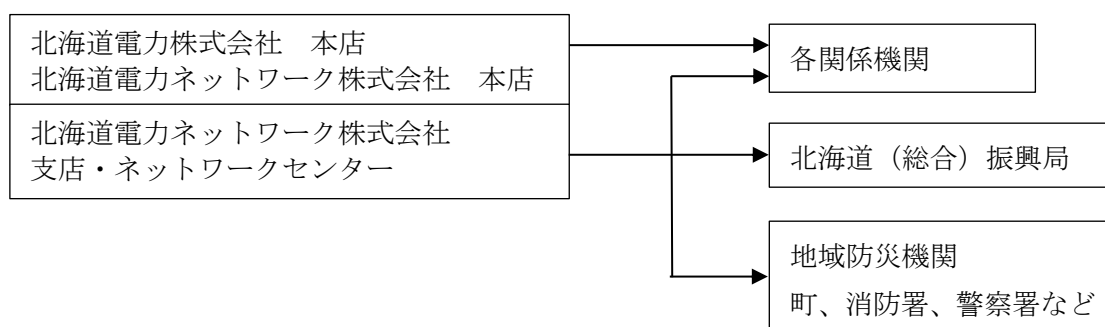 北海道電力株式会社　本店
北海道電力ネットワーク株式会社　本店
北海道電力ネットワーク株式会社
支店・ネットワークセンター
各関係機関
北海道（総合）振興局
地域防災機関
町、消防署、警察署など